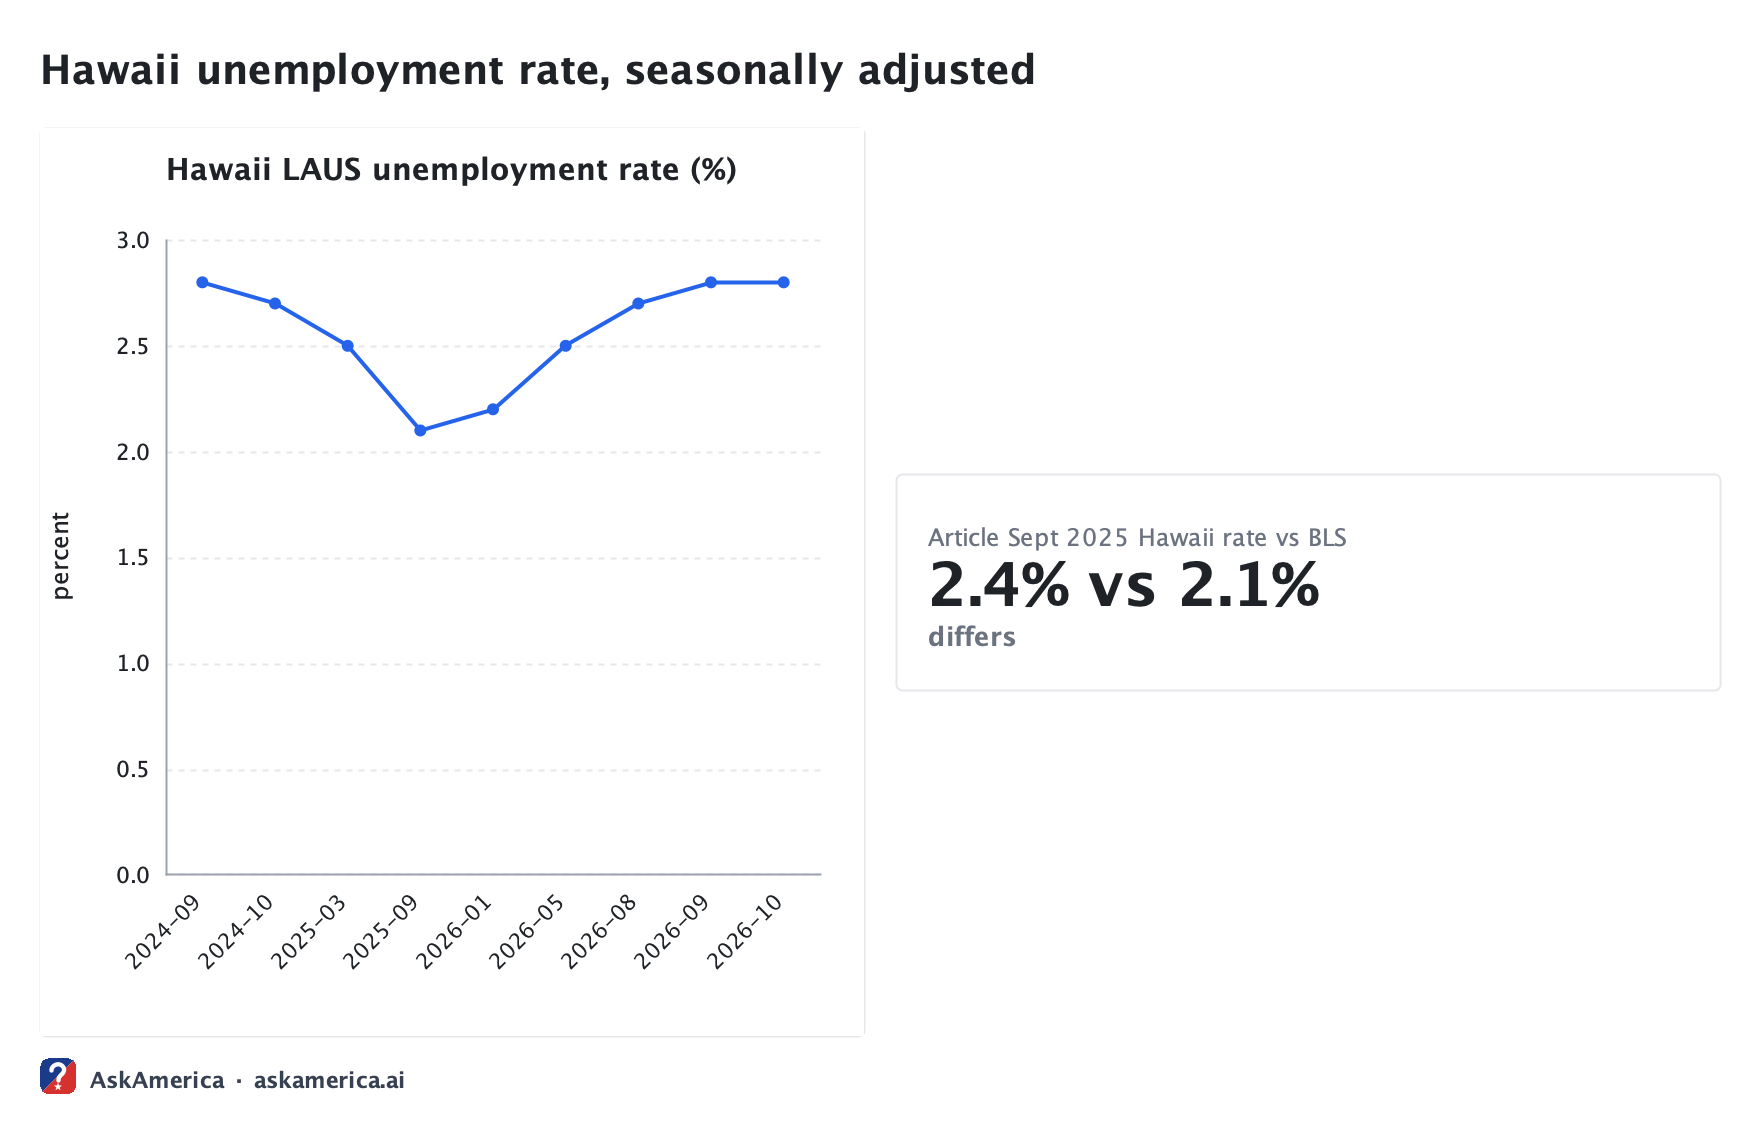 Hawaii unemployment rate, seasonally adjusted
Hawaii LAUS unemployment rate (%)
3.0
2.5
2.0
1.5
1.0
0.5
0.0
percent
2024-09
2024-10
2025-03
2025-09
2026-01
2026-05
2026-08
2026-09
2026-10
Article Sept 2025 Hawaii rate vs BLS
2.4% vs 2.1%
differs
AskAmerica · askamerica.ai